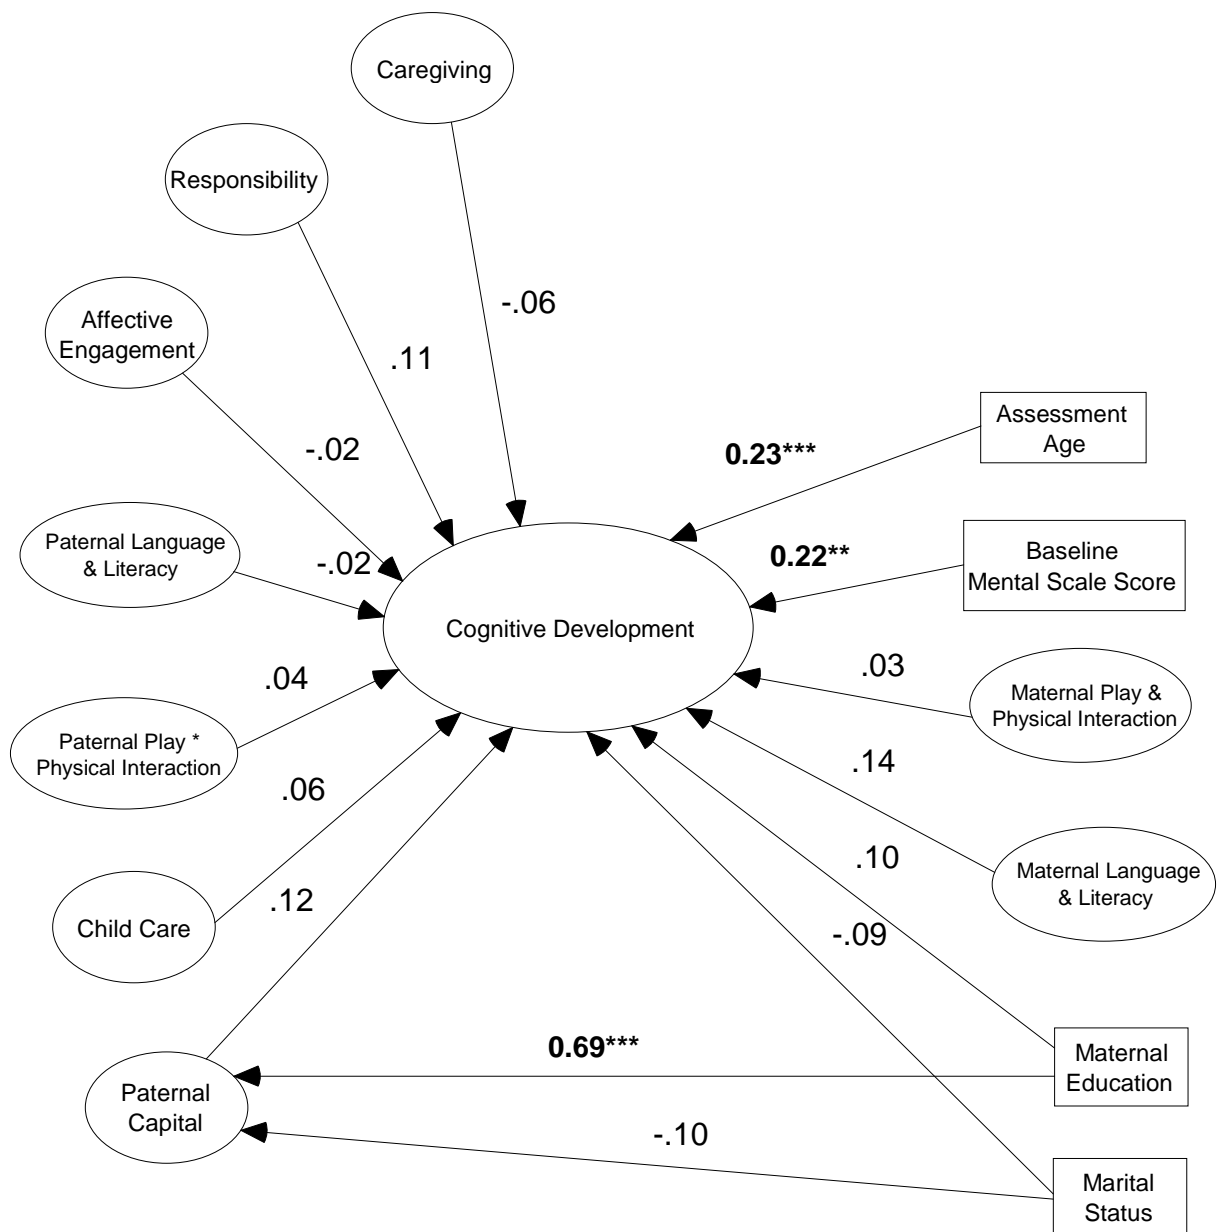 Caregiving
Responsibility
-.06
Affective
Engagement
.11
Assessment
Age
-.02
0.23***
Paternal Language
& Literacy
-.02
0.22**
Baseline
Mental Scale Score
Cognitive Development
.04
.03
Maternal Play &
Physical Interaction
Paternal Play *
Physical Interaction
.06
.14
.10
Maternal Language
& Literacy
Child Care
.12
-.09
0.69***
Maternal
Education
Paternal
Capital
-.10
Marital
Status